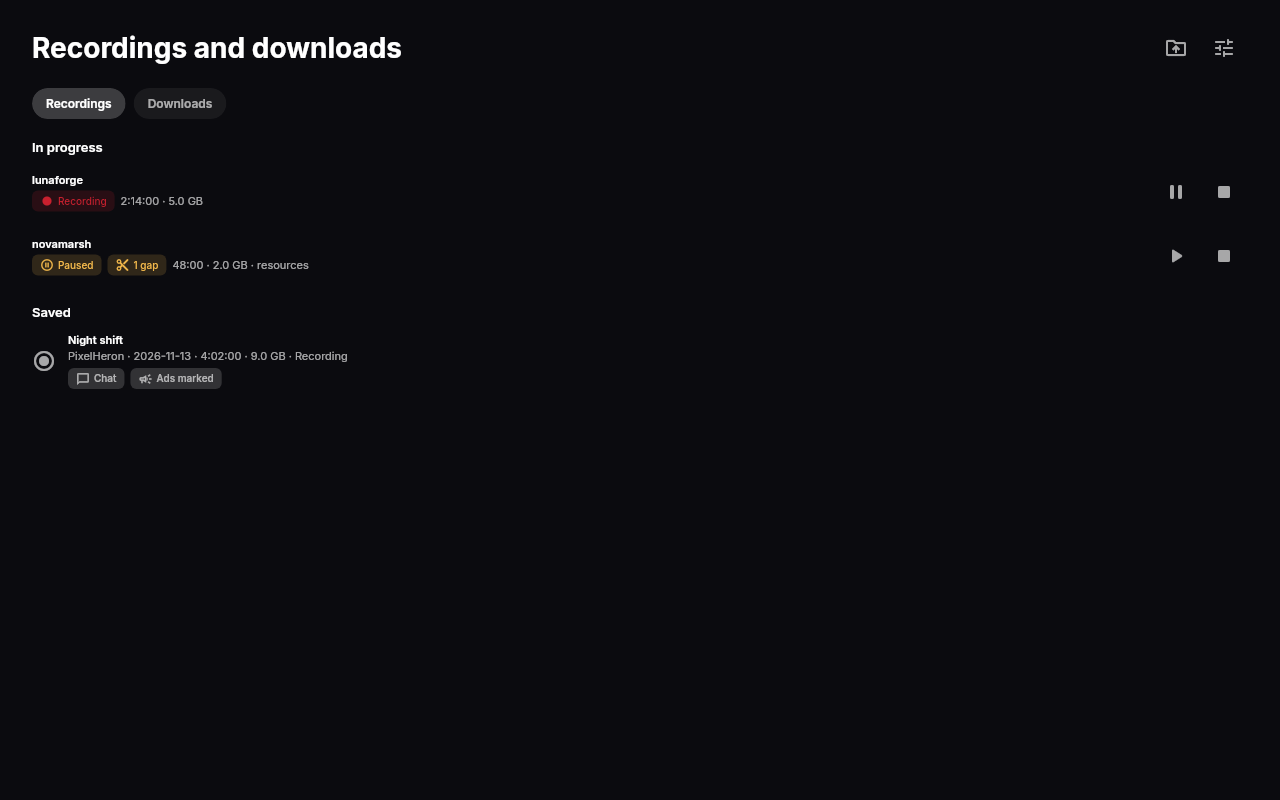 Recordings and downloads
Recordings Downloads
In progress
lunaforge
Recording 2:14:00 · 5.0 GB
novamarsh
Paused 1 gap 48:00 · 2.0 GB · resources
Saved
Night shift
PixelHeron · 2026-11-13 · 4:02:00 · 9.0 GB · Recording
Chat Ads marked